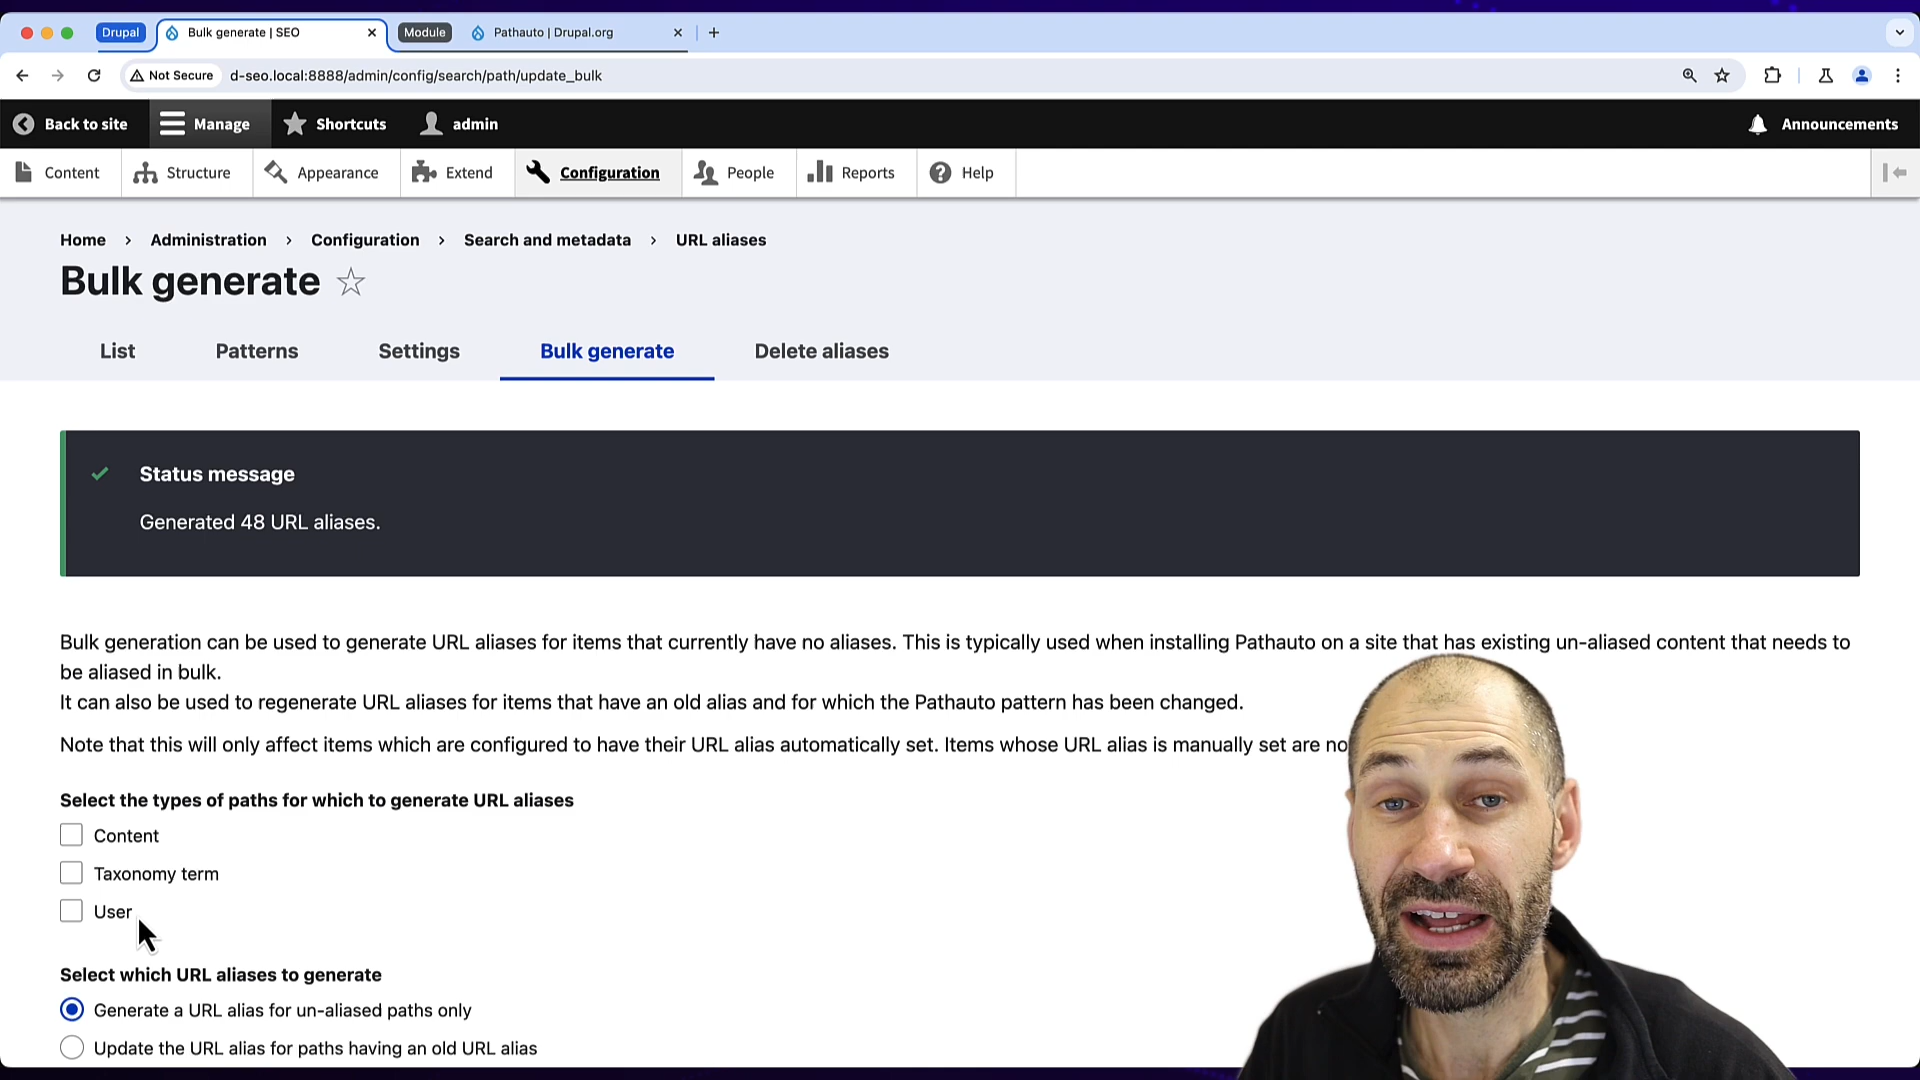 Drupal
Bulk generate | SEO
Module
Pathauto | Drupal.org
Not Secure
d-seo.local:8888/admin/config/search/path/update_bulk
Back to site
Manage
Shortcuts
admin
Announcements
Content
Structure
Appearance
Extend
Configuration
People
Reports
Help
Home › Administration › Configuration › Search and metadata › URL aliases
Bulk generate
List
Patterns
Settings
Bulk generate
Delete aliases
Status message
Generated 48 URL aliases.
Bulk generation can be used to generate URL aliases for items that currently have no aliases. This is typically used when installing Pathauto on a site that has existing un-aliased content that needs to
be aliased in bulk.
It can also be used to regenerate URL aliases for items that have an old alias and for which the Pathauto pattern has been changed.
Note that this will only affect items which are configured to have their URL alias automatically set. Items whose URL alias is manually set are
Select the types of paths for which to generate URL aliases
Content
Taxonomy term
User
Select which URL aliases to generate
Generate a URL alias for un-aliased paths only
Update the URL alias for paths having an old URL alias